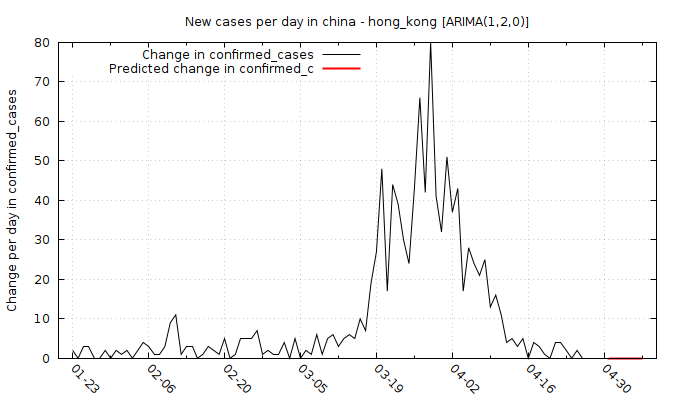 New cases per day in china - hong_kong [ARIMA(1,2,0)]
Change in confirmed_cases
Predicted change in confirmed_c
Change per day in confirmed_cases
80
70
60
50
40
30
20
10
0
01-23 02-06 02-20 03-05 03-19 04-02 04-16 04-30